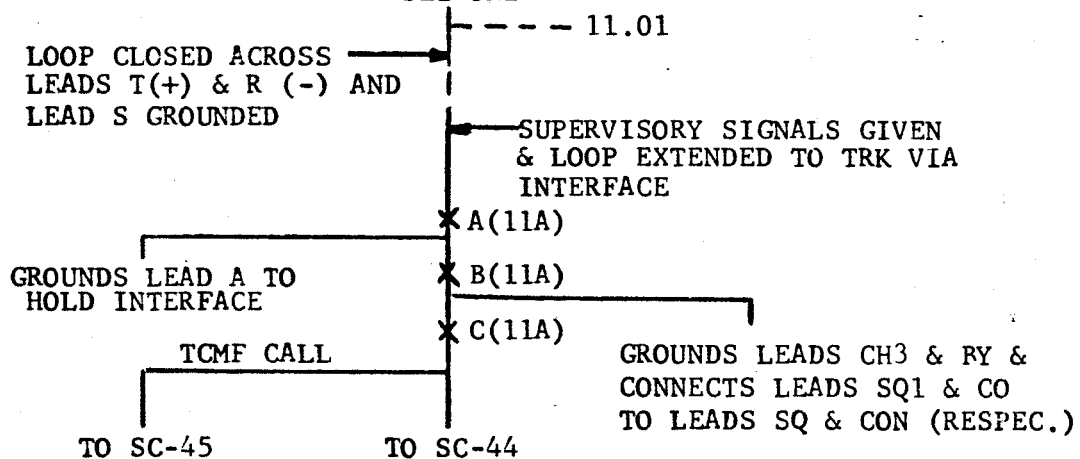 11.01
LOOP CLOSED ACROSS
LEADS T(+) & R (-) AND
LEAD S GROUNDED
SUPERVISORY SIGNALS GIVEN
& LOOP EXTENDED TO TRK VIA
INTERFACE
A(11A)
GROUNDS LEAD A TO
HOLD INTERFACE
B(11A)
C(11A)
TCMF CALL
GROUNDS LEADS CH3 & RY &
CONNECTS LEADS SQ1 & CO
TO LEADS SQ & CON (RESPEC.)
TO SC-45
TO SC-44